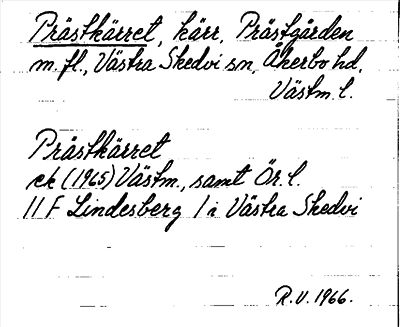 Prästkärret, kärr, Prästgården
m. fl., Västra Skedvi sn, Åkerbo hd,
Västm. l.
Prästkärret
ek (1965) Västm., samt Ör. l.
11 F Lindesberg 1 i Västra Skedvi
R.V. 1966.